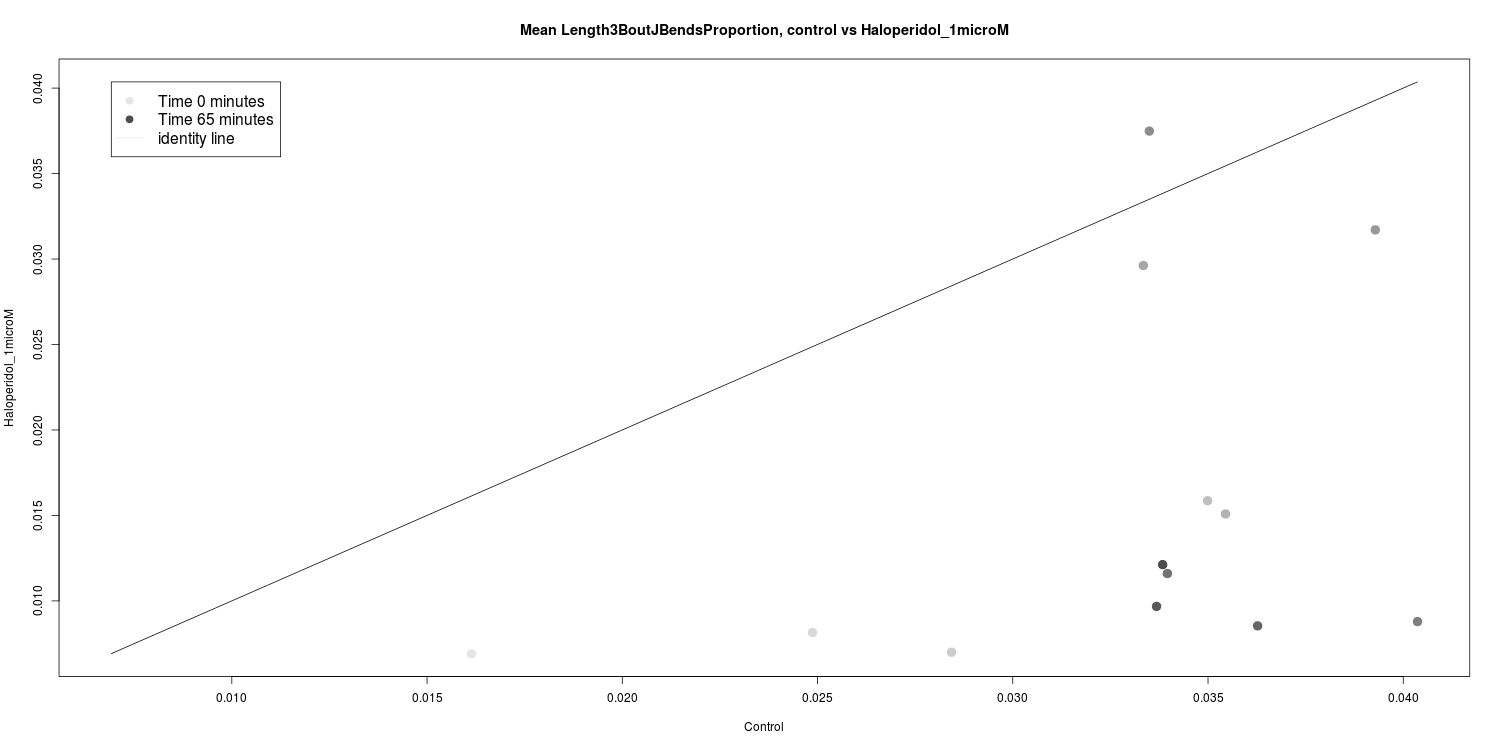 Mean Length3BoutJBendsProportion, control vs Haloperidol_1microM
Time 0 minutes
Time 65 minutes
identity line
Haloperidol_1microM
0.040
0.035
0.030
0.025
0.020
0.015
0.010
0.010 0.015 0.020 0.025 0.030 0.035 0.040
Control